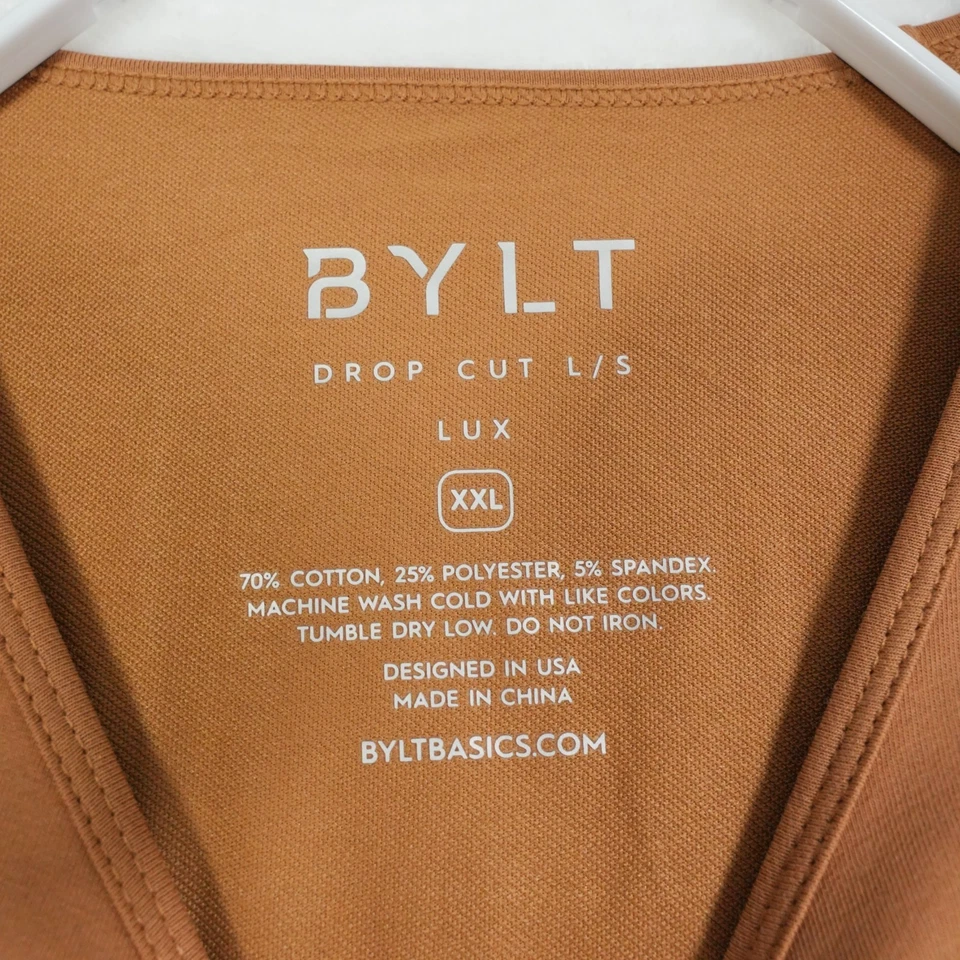 BYLT
DROP CUT L/S
LUX
XXL
70% COTTON, 25% POLYESTER, 5% SPANDEX.
MACHINE WASH COLD WITH LIKE COLORS.
TUMBLE DRY LOW. DO NOT IRON.
DESIGNED IN USA
MADE IN CHINA
BYLTBASICS.COM